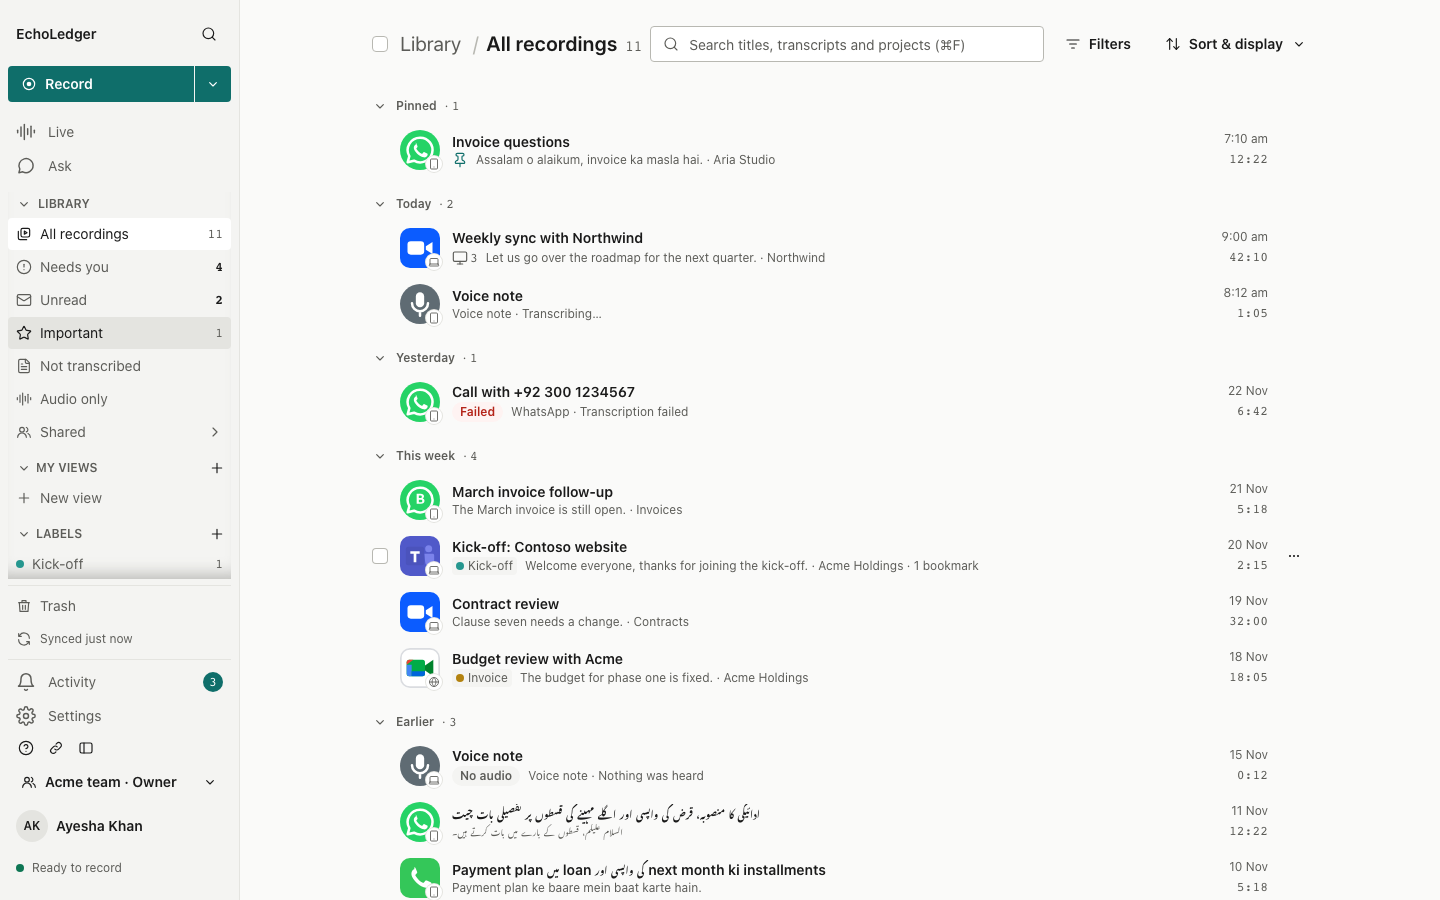 EchoLedger
Record
Live
Ask
LIBRARY
All recordings 11
Needs you 4
Unread 2
Important 1
Not transcribed
Audio only
Shared
MY VIEWS
New view
LABELS
Kick-off 1
Trash
Synced just now
Activity 3
Settings
Acme team · Owner
AK Ayesha Khan
Ready to record
Library / All recordings 11
Search titles, transcripts and projects (⌘F)
Filters
Sort & display
Pinned · 1
Invoice questions 7:10 am
Assalam o alaikum, invoice ka masla hai. · Aria Studio 12:22
Today · 2
Weekly sync with Northwind 9:00 am
3 Let us go over the roadmap for the next quarter. · Northwind 42:10
Voice note 8:12 am
Voice note · Transcribing… 1:05
Yesterday · 1
Call with +92 300 1234567 22 Nov
Failed WhatsApp · Transcription failed 6:42
This week · 4
B
March invoice follow-up 21 Nov
The March invoice is still open. · Invoices 5:18
T
Kick-off: Contoso website 20 Nov
Kick-off Welcome everyone, thanks for joining the kick-off. · Acme Holdings · 1 bookmark 2:15
Contract review 19 Nov
Clause seven needs a change. · Contracts 32:00
Budget review with Acme 18 Nov
Invoice The budget for phase one is fixed. · Acme Holdings 18:05
Earlier · 3
Voice note 15 Nov
No audio Voice note · Nothing was heard 0:12
ادائیگی کا منصوبہ، قرض کی واپسی اور اگلے مہینے کی قسطوں پر تفصیلی بات چیت 11 Nov
السلام علیکم، قسطوں کے بارے میں بات کرتے ہیں۔ 12:22
Payment plan میں loan کی واپسی اور next month ki installments 10 Nov
Payment plan ke baare mein baat karte hain. 5:18